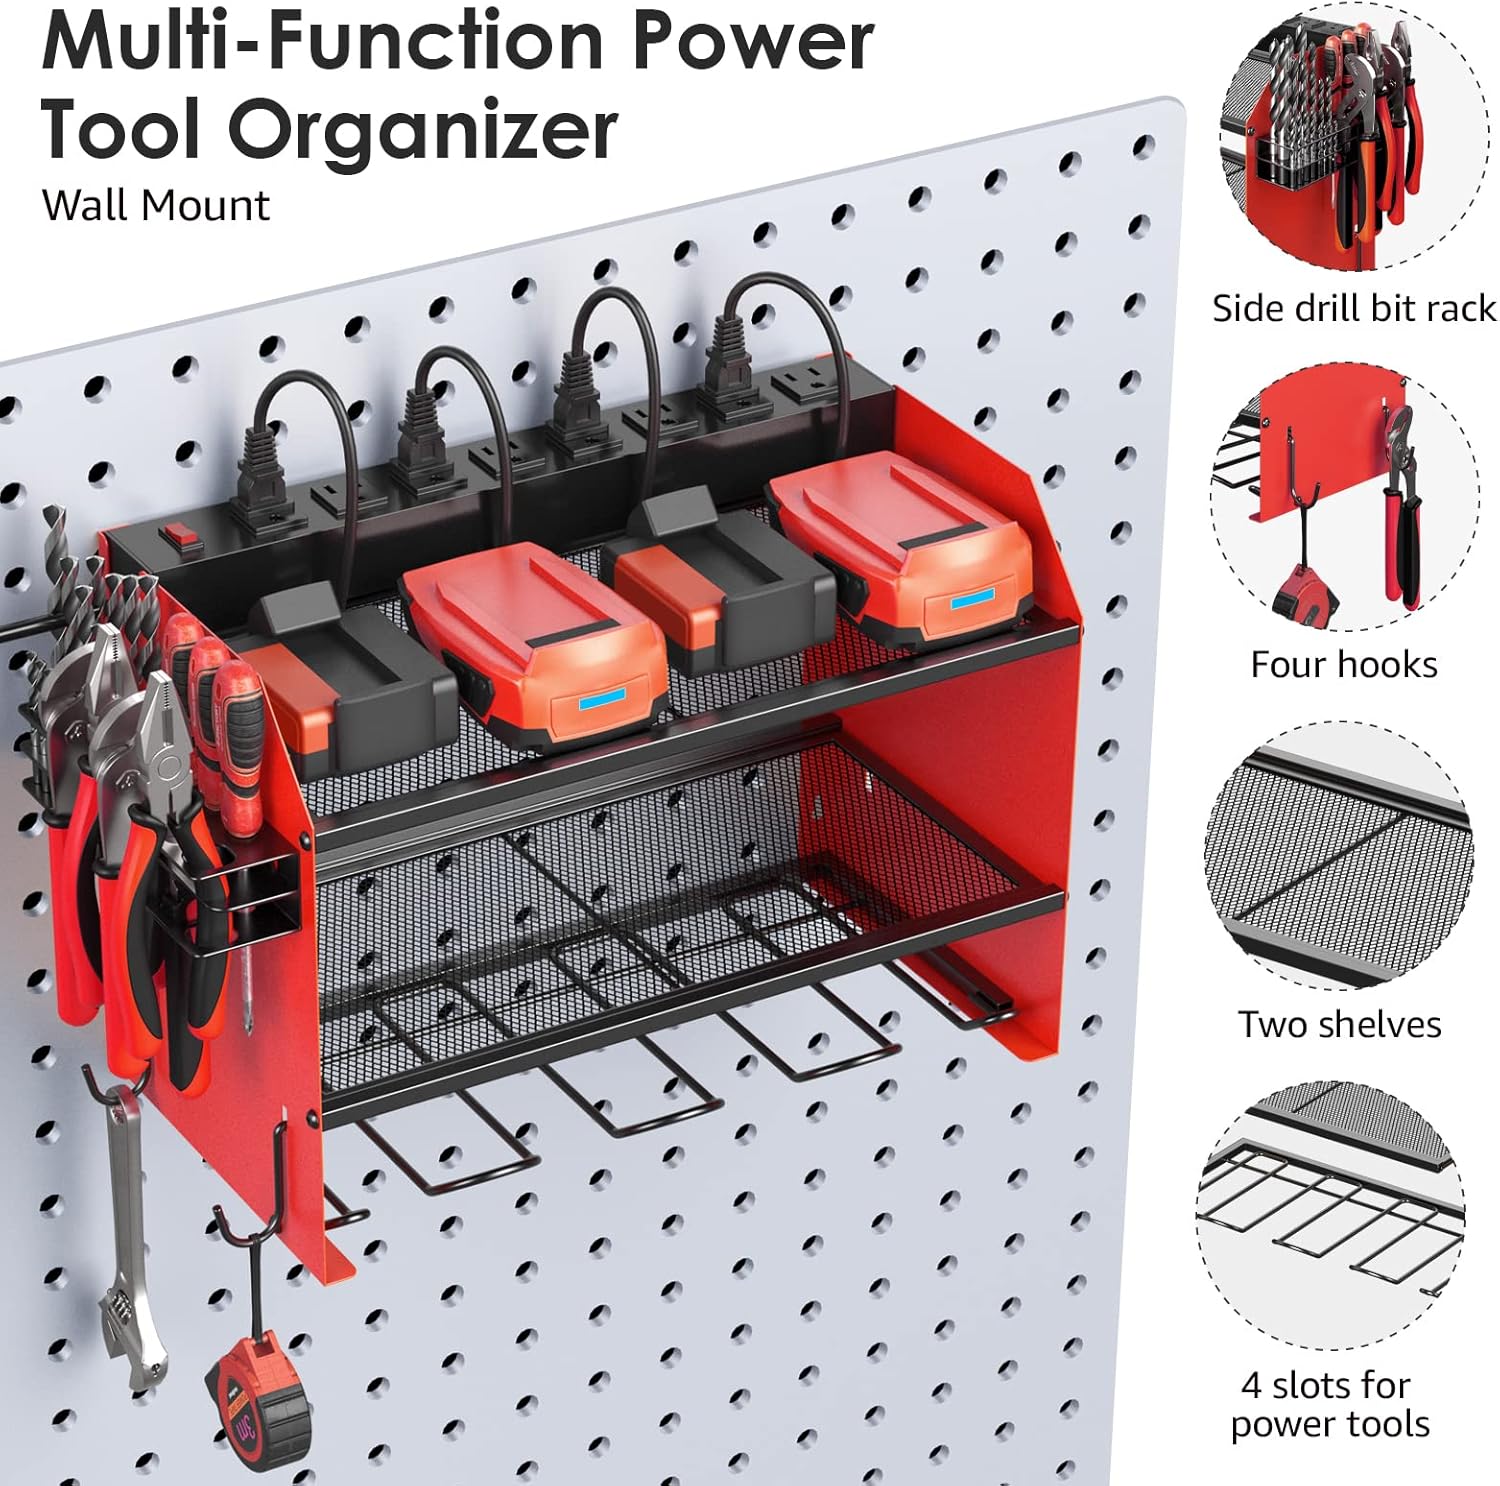 Multi-Function Power
Tool Organizer
Wall Mount
Side drill bit rack
Four hooks
Two shelves
4 slots for
power tools
3m